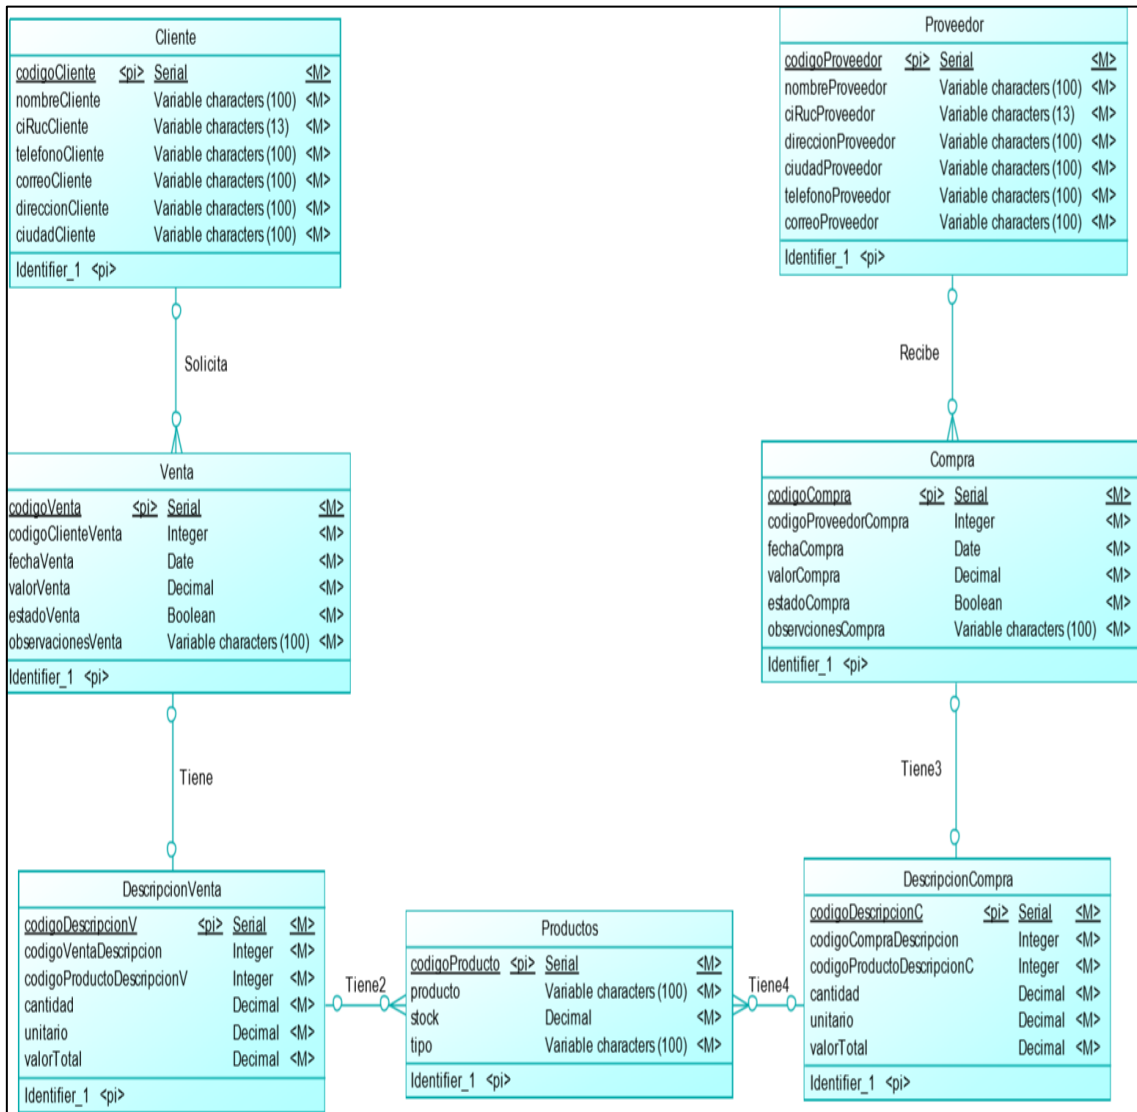 Cliente
codigoCliente <pi> Serial <M>
nombreCliente Variable characters (100) <M>
ciRucCliente Variable characters (13) <M>
telefonoCliente Variable characters (100) <M>
correoCliente Variable characters (100) <M>
direccionCliente Variable characters (100) <M>
ciudadCliente Variable characters (100) <M>
Identifier_1 <pi>
Proveedor
codigoProveedor <pi> Serial <M>
nombreProveedor Variable characters (100) <M>
ciRucProveedor Variable characters (13) <M>
direccionProveedor Variable characters (100) <M>
ciudadProveedor Variable characters (100) <M>
telefonoProveedor Variable characters (100) <M>
correoProveedor Variable characters (100) <M>
Identifier_1 <pi>
Solicita
Recibe
Venta
codigoVenta <pi> Serial <M>
codigoClienteVenta Integer <M>
fechaVenta Date <M>
valorVenta Decimal <M>
estadoVenta Boolean <M>
observacionesVenta Variable characters (100) <M>
Identifier_1 <pi>
Compra
codigoCompra <pi> Serial <M>
codigoProveedorCompra Integer <M>
fechaCompra Date <M>
valorCompra Decimal <M>
estadoCompra Boolean <M>
observcionesCompra Variable characters (100) <M>
Identifier_1 <pi>
Tiene
Tiene3
DescripcionVenta
codigoDescripcionV <pi> Serial <M>
codigoVentaDescripcion Integer <M>
codigoProductoDescripcionV Integer <M>
cantidad Decimal <M>
unitario Decimal <M>
valorTotal Decimal <M>
Identifier_1 <pi>
Tiene2
Productos
codigoProducto <pi> Serial <M>
producto Variable characters (100) <M>
stock Decimal <M>
tipo Variable characters (100) <M>
Identifier_1 <pi>
Tiene4
DescripcionCompra
codigoDescripcionC <pi> Serial <M>
codigoCompraDescripcion Integer <M>
codigoProductoDescripcionC Integer <M>
cantidad Decimal <M>
unitario Decimal <M>
valorTotal Decimal <M>
Identifier_1 <pi>